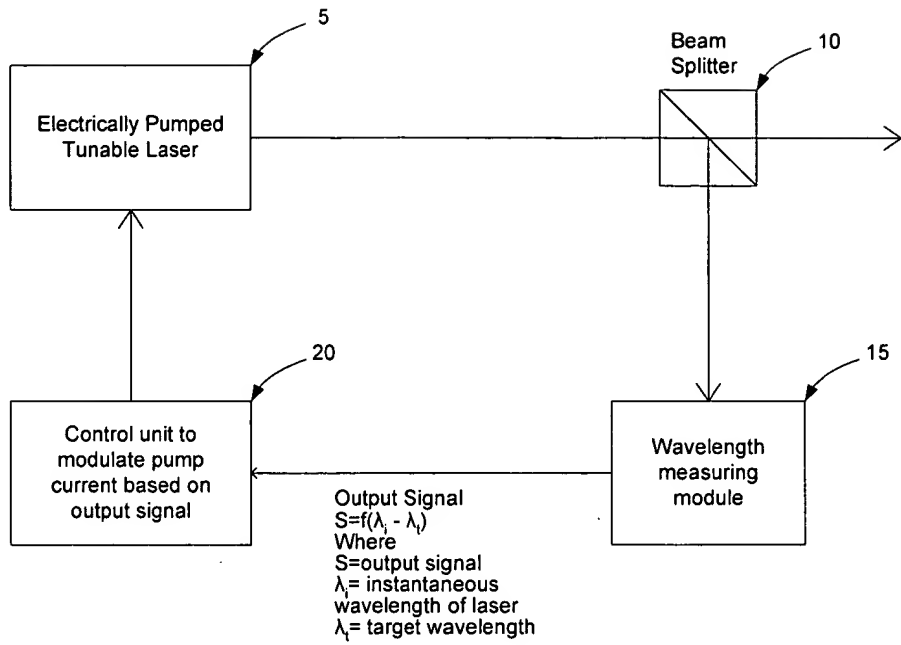 5
Electrically Pumped
Tunable Laser
Beam
Splitter
10
20
Control unit to
modulate pump
current based on
output signal
15
Wavelength
measuring
module
Output Signal
S=f(λi - λt)
Where
S=output signal
λi= instantaneous
wavelength of laser
λt= target wavelength